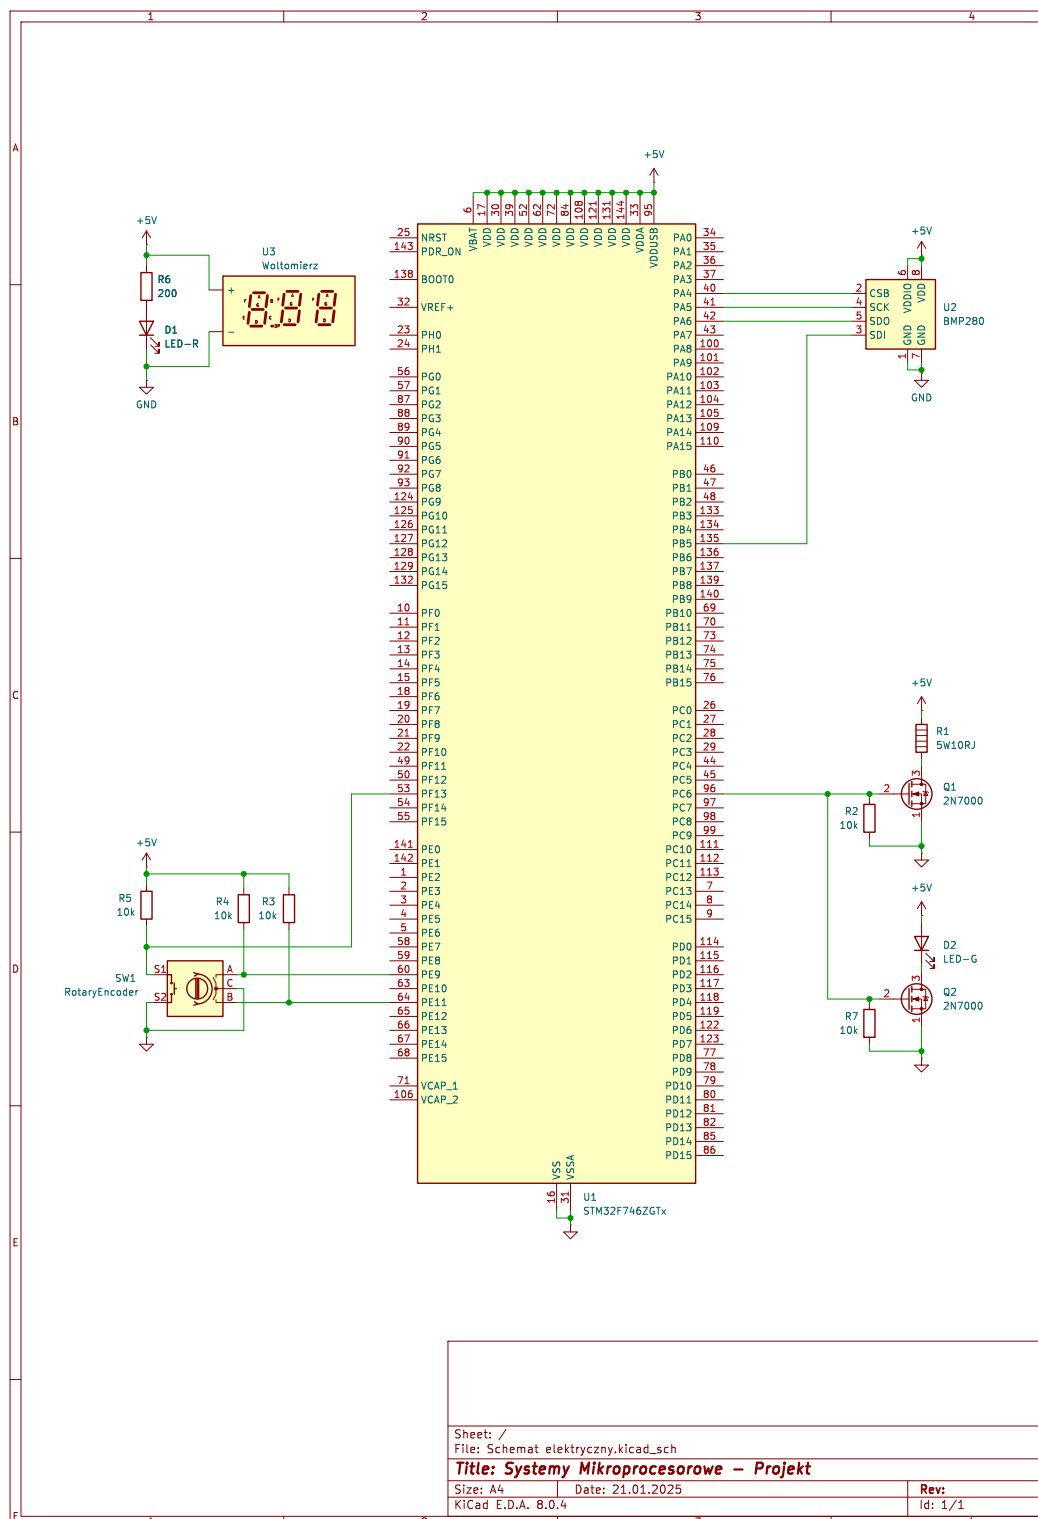 1 2 3 4
A
B
C
D
E
F
+5V
R6
200
D1
LED-R
GND
U3
Woltomierz
+
−
+5V
6 VBAT
17 VDD
30 VDD
39 VDD
52 VDD
62 VDD
72 VDD
84 VDD
108 VDD
121 VDD
131 VDD
144 VDD
33 VDDA
95 VDDUSB
25 NRST
143 PDR_ON
138 BOOT0
32 VREF+
23 PH0
24 PH1
56 PG0
57 PG1
87 PG2
88 PG3
89 PG4
90 PG5
91 PG6
92 PG7
93 PG8
124 PG9
125 PG10
126 PG11
127 PG12
128 PG13
129 PG14
132 PG15
10 PF0
11 PF1
12 PF2
13 PF3
14 PF4
15 PF5
18 PF6
19 PF7
20 PF8
21 PF9
22 PF10
49 PF11
50 PF12
53 PF13
54 PF14
55 PF15
141 PE0
142 PE1
1 PE2
2 PE3
3 PE4
4 PE5
5 PE6
58 PE7
59 PE8
60 PE9
63 PE10
64 PE11
65 PE12
66 PE13
67 PE14
68 PE15
71 VCAP_1
106 VCAP_2
PA0 34
PA1 35
PA2 36
PA3 37
PA4 40
PA5 41
PA6 42
PA7 43
PA8 100
PA9 101
PA10 102
PA11 103
PA12 104
PA13 105
PA14 109
PA15 110
PB0 46
PB1 47
PB2 48
PB3 133
PB4 134
PB5 135
PB6 136
PB7 137
PB8 139
PB9 140
PB10 69
PB11 70
PB12 73
PB13 74
PB14 75
PB15 76
PC0 26
PC1 27
PC2 28
PC3 29
PC4 44
PC5 45
PC6 96
PC7 97
PC8 98
PC9 99
PC10 111
PC11 112
PC12 113
PC13 7
PC14 8
PC15 9
PD0 114
PD1 115
PD2 116
PD3 117
PD4 118
PD5 119
PD6 122
PD7 123
PD8 77
PD9 78
PD10 79
PD11 80
PD12 81
PD13 82
PD14 85
PD15 86
16 VSS
31 VSSA
U1
STM32F746ZGTx
+5V
6 VDDIO
8 VDD
2 CSB
4 SCK
5 SDO
3 SDI
1 GND
7 GND
U2
BMP280
GND
+5V
R1
5W10RJ
3
2
1
Q1
2N7000
R2
10k
+5V
D2
LED-G
3
2
1
Q2
2N7000
R7
10k
+5V
R5
10k
R4
10k
R3
10k
SW1
RotaryEncoder
S1
S2
A
C
B
Sheet: /
File: Schemat elektryczny.kicad_sch
Title: Systemy Mikroprocesorowe − Projekt
Size: A4 Date: 21.01.2025 Rev:
KiCad E.D.A. 8.0.4 Id: 1/1